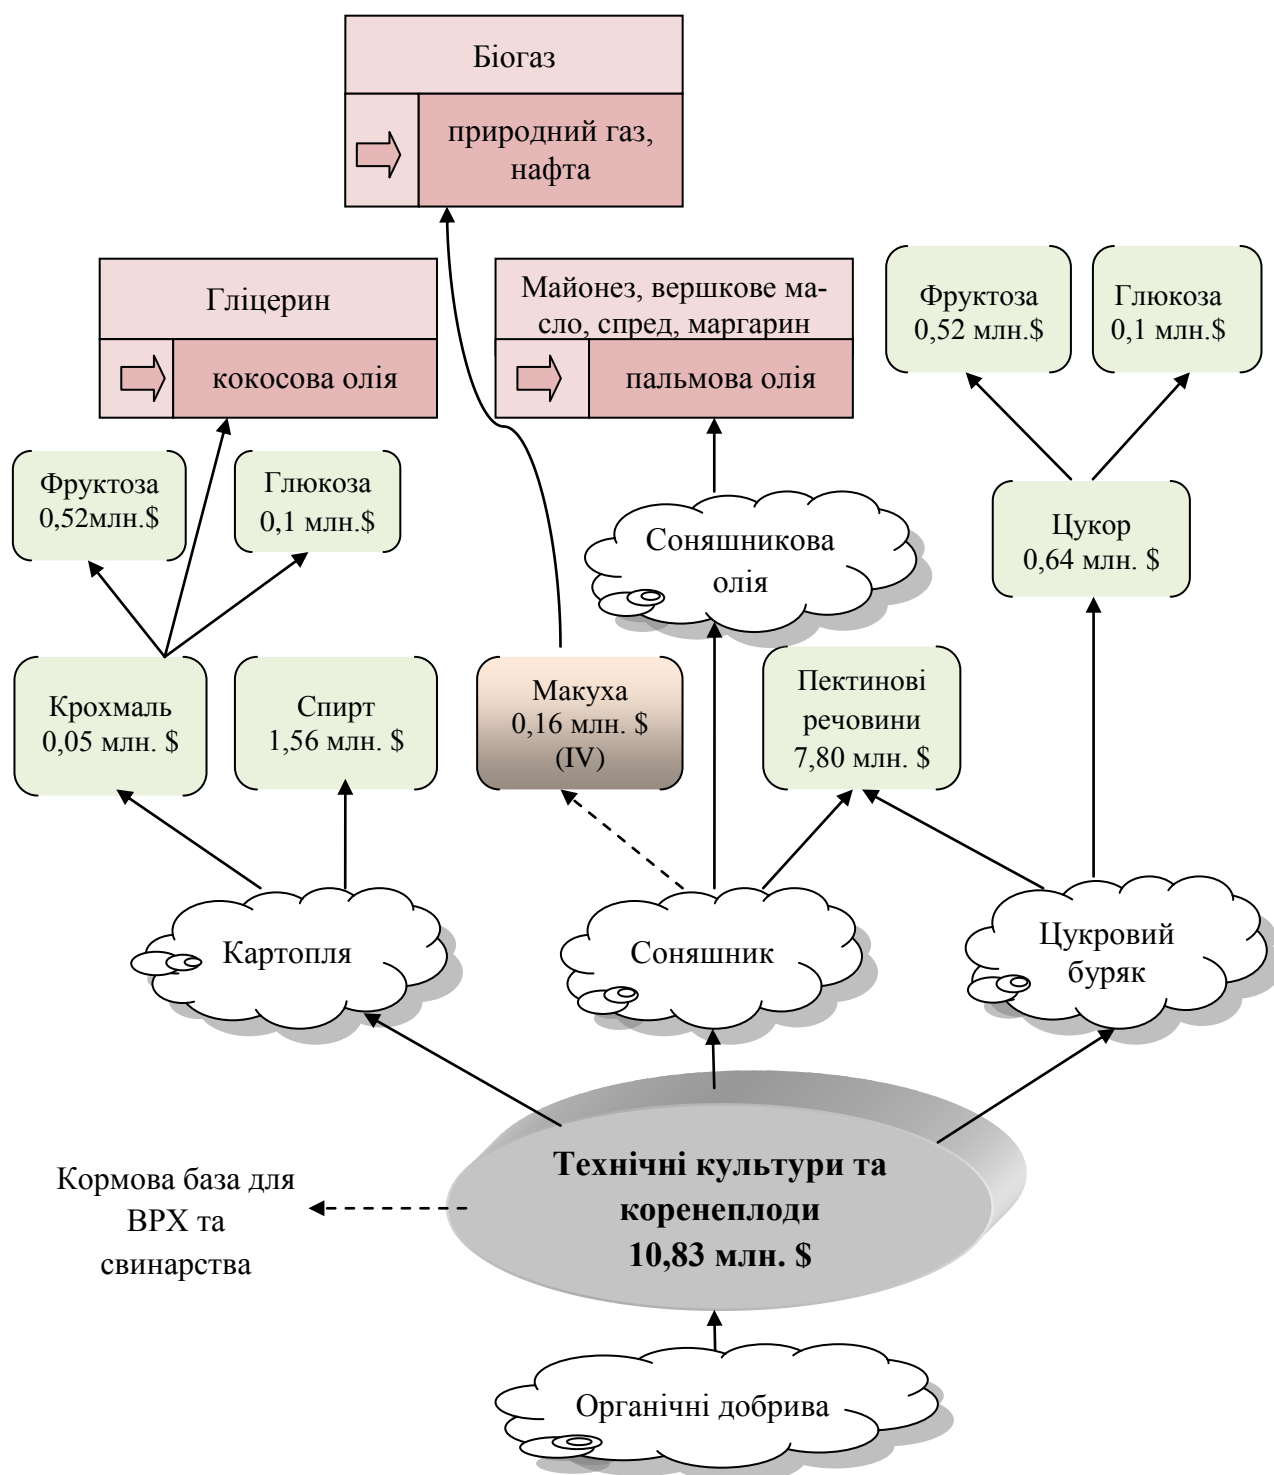 Біогаз
природний газ,
нафта
Гліцерин
кокосова олія
Майонез, вершкове ма-
сло, спред, маргарин
пальмова олія
Фруктоза
0,52 млн.$
Глюкоза
0,1 млн.$
Фруктоза
0,52млн.$
Глюкоза
0,1 млн.$
Соняшникова
олія
Цукор
0,64 млн. $
Крохмаль
0,05 млн. $
Спирт
1,56 млн. $
Макуха
0,16 млн. $
(IV)
Пектинові
речовини
7,80 млн. $
Картопля
Соняшник
Цукровий
буряк
Технічні культури та
коренеплоди
10,83 млн. $
Кормова база для
ВРХ та
свинарства
Органічні добрива